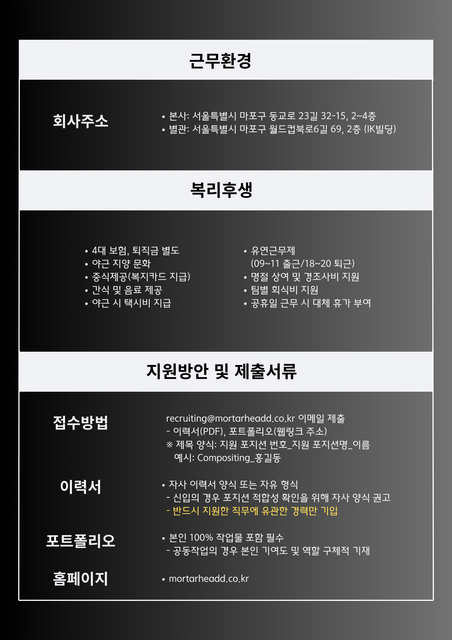 근무환경
회사주소
• 본사: 서울특별시 마포구 동교로 23길 32-15, 2~4층
• 별관: 서울특별시 마포구 월드컵북로6길 69, 2층 (IK빌딩)
복리후생
• 4대 보험, 퇴직금 별도
• 야근 지양 문화
• 중식제공(복지카드 지급)
• 간식 및 음료 제공
• 야근 시 택시비 지급
• 유연근무제
(09~11 출근/18~20 퇴근)
• 명절 상여 및 경조사비 지원
• 팀별 회식비 지원
• 공휴일 근무 시 대체 휴가 부여
지원방안 및 제출서류
접수방법
recruiting@mortarheadd.co.kr 이메일 제출
- 이력서(PDF), 포트폴리오(웹링크 주소)
※ 제목 양식: 지원 포지션 번호_지원 포지션명_이름
예시: Compositing_홍길동
이력서
• 자사 이력서 양식 또는 자유 형식
- 신입의 경우 포지션 적합성 확인을 위해 자사 양식 권고
- 반드시 지원한 직무에 유관한 경력만 기입
포트폴리오
• 본인 100% 작업물 포함 필수
- 공동작업의 경우 본인 기여도 및 역할 구체적 기재
홈페이지
• mortarheadd.co.kr